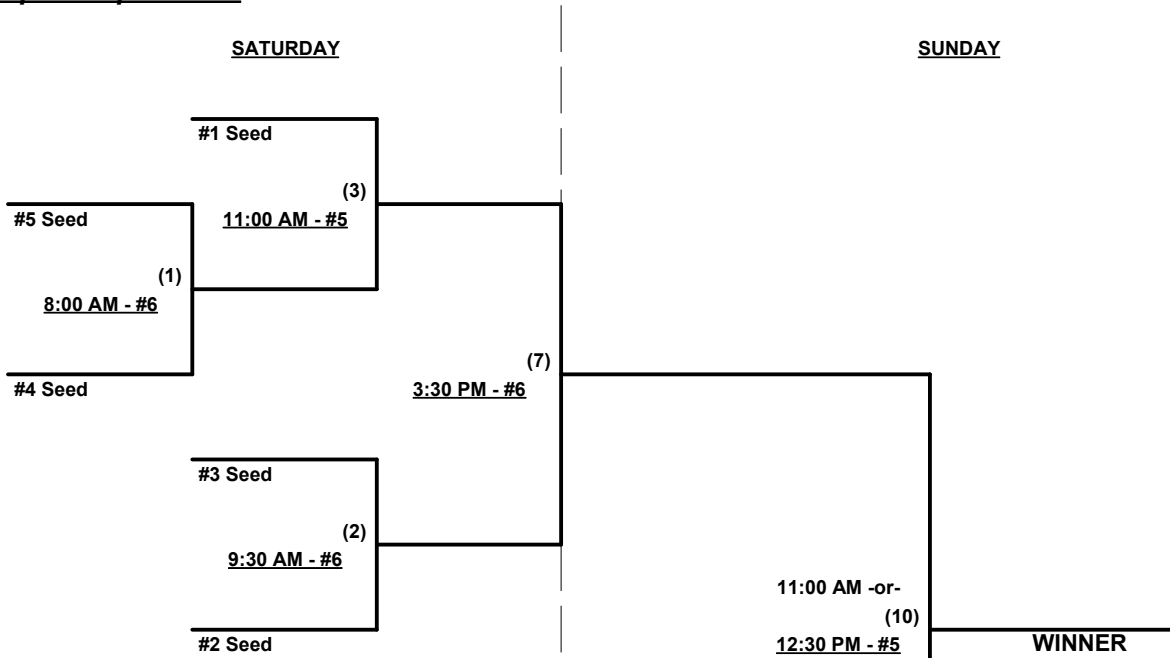 SATURDAY
SUNDAY
#1 Seed
(3)
11:00 AM - #5
#5 Seed
(1)
8:00 AM - #6
#4 Seed
(7)
3:30 PM - #6
#3 Seed
(2)
9:30 AM - #6
#2 Seed
11:00 AM -or-
(10)
12:30 PM - #5
WINNER